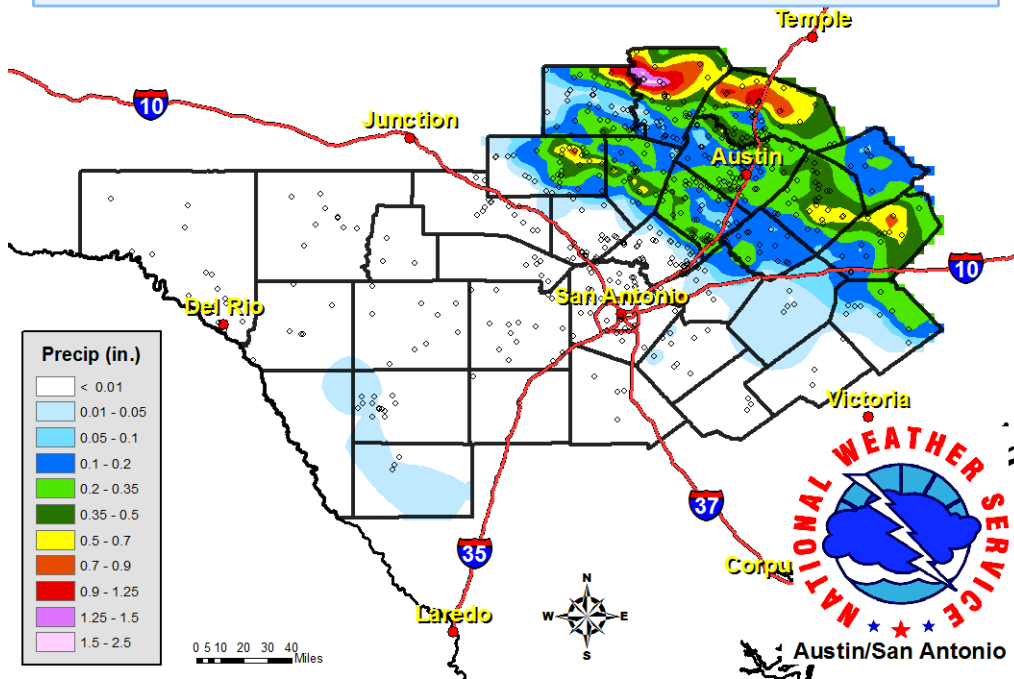 Temple
10
Junction
Austin
10
San Antonio
Del Rio
Precip (in.)
< 0.01
0.01 - 0.05
0.05 - 0.1
0.1 - 0.2
0.2 - 0.35
0.35 - 0.5
0.5 - 0.7
0.7 - 0.9
0.9 - 1.25
1.25 - 1.5
1.5 - 2.5
Victoria
NATIONAL WEATHER SERVICE
37
35
Corpu
Laredo
N
W E
S
0 5 10 20 30 40
Miles
Austin/San Antonio